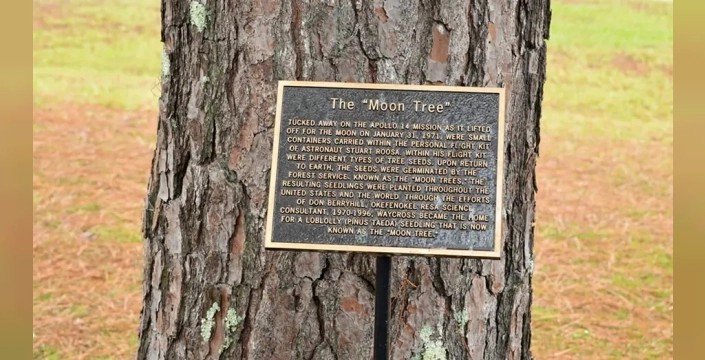 The "Moon Tree"
TUCKED AWAY ON THE APOLLO 14 MISSION AS IT LIFTED
OFF FOR THE MOON ON JANUARY 31, 1971, WERE SMALL
CONTAINERS CARRIED WITHIN THE PERSONAL FLIGHT KIT
OF ASTRONAUT STUART ROOSA. WITHIN HIS FLIGHT KIT
WERE DIFFERENT TYPES OF TREE SEEDS. UPON RETURN
TO EARTH, THE SEEDS WERE GERMINATED BY THE
FOREST SERVICE. KNOWN AS THE "MOON TREES," THE
RESULTING SEEDLINGS WERE PLANTED THROUGHOUT THE
UNITED STATES AND THE WORLD. THROUGH THE EFFORTS
OF DON BERRYHILL, OKEFENOKEE RESA SCIENCE
CONSULTANT, 1970-1996, WAYCROSS BECAME THE HOME
FOR A LOBLOLLY (PINUS TAEDA) SEEDLING THAT IS NOW
KNOWN AS THE "MOON TREE."